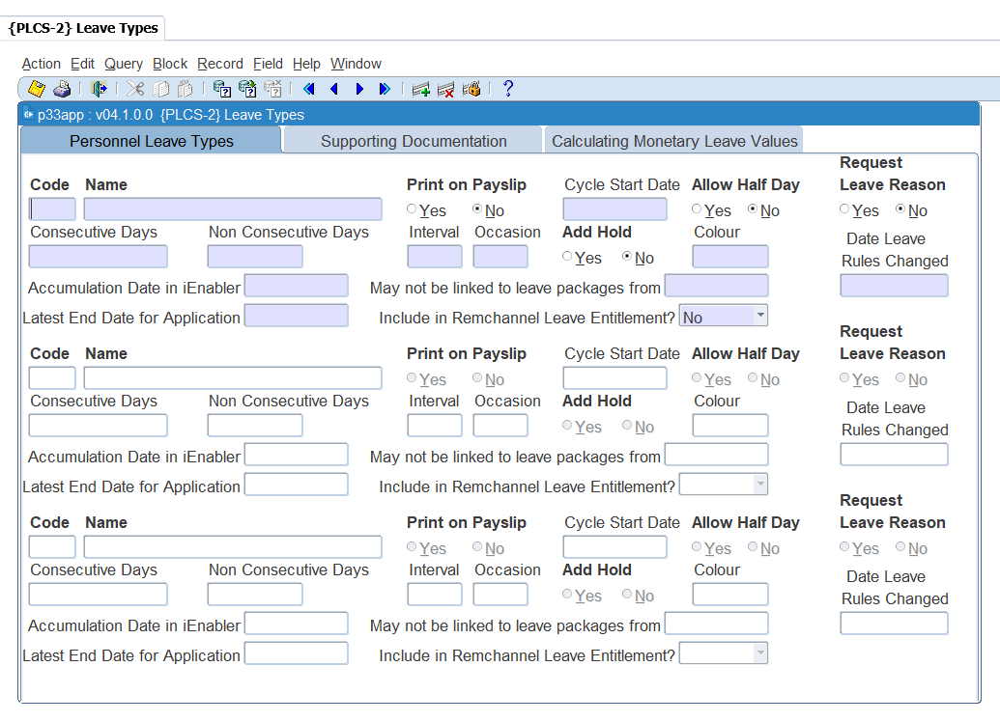 {PLCS-2} Leave Types
Action Edit Query Block Record Field Help Window
p33app : v04.1.0.0 {PLCS-2} Leave Types
Personnel Leave Types Supporting Documentation Calculating Monetary Leave Values
Request
Code Name Print on Payslip Cycle Start Date Allow Half Day Leave Reason
Yes No Yes No Yes No
Consecutive Days Non Consecutive Days Interval Occasion Add Hold Colour Date Leave
Yes No Rules Changed
Accumulation Date in iEnabler May not be linked to leave packages from
Latest End Date for Application Include in Remchannel Leave Entitlement? No
Request
Code Name Print on Payslip Cycle Start Date Allow Half Day Leave Reason
Yes No Yes No Yes No
Consecutive Days Non Consecutive Days Interval Occasion Add Hold Colour Date Leave
Yes No Rules Changed
Accumulation Date in iEnabler May not be linked to leave packages from
Latest End Date for Application Include in Remchannel Leave Entitlement?
Request
Code Name Print on Payslip Cycle Start Date Allow Half Day Leave Reason
Yes No Yes No Yes No
Consecutive Days Non Consecutive Days Interval Occasion Add Hold Colour Date Leave
Yes No Rules Changed
Accumulation Date in iEnabler May not be linked to leave packages from
Latest End Date for Application Include in Remchannel Leave Entitlement?